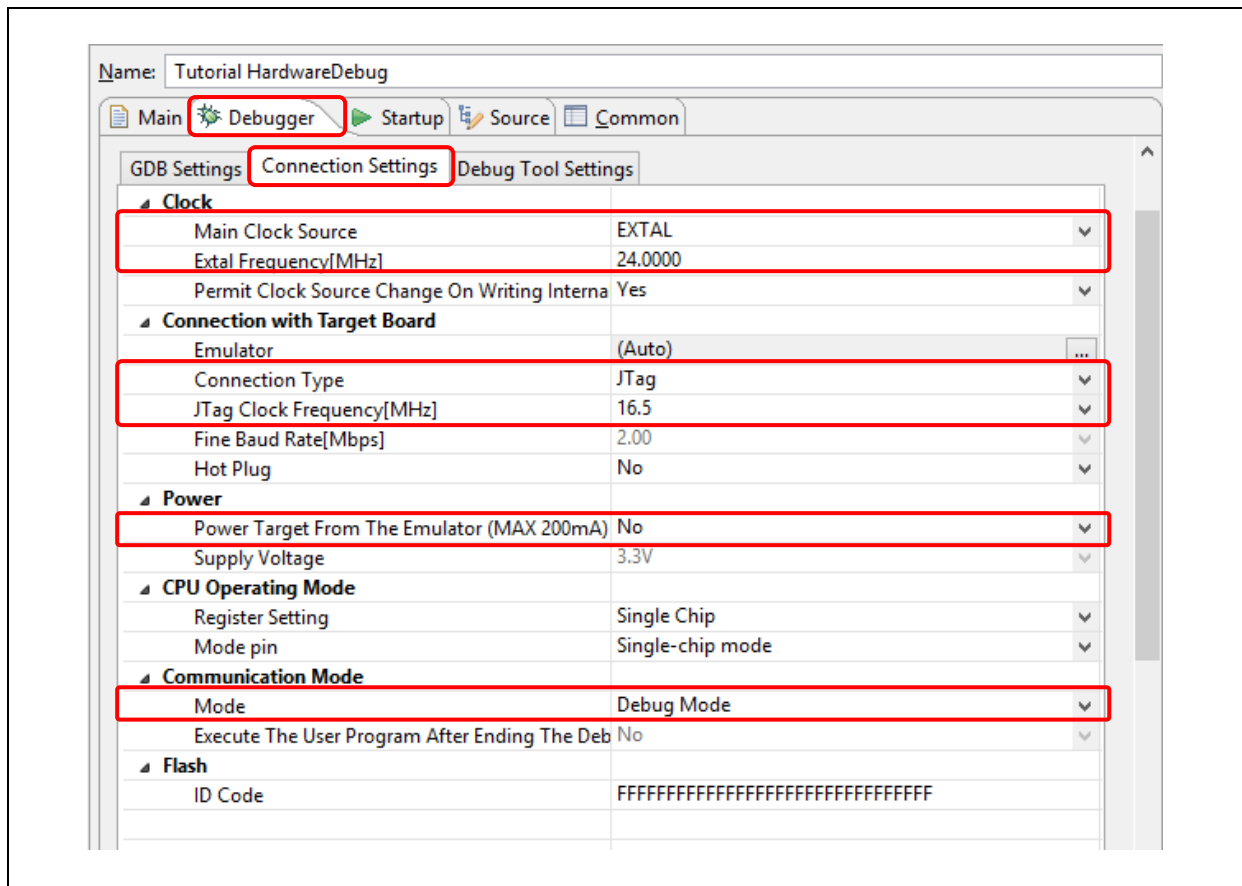 Name: Tutorial HardwareDebug
Main Debugger Startup Source Common
GDB Settings Connection Settings Debug Tool Settings
Clock
Main Clock Source EXTAL
Extal Frequency[MHz] 24.0000
Permit Clock Source Change On Writing Interna Yes
Connection with Target Board
Emulator (Auto) ...
Connection Type JTag
JTag Clock Frequency[MHz] 16.5
Fine Baud Rate[Mbps] 2.00
Hot Plug No
Power
Power Target From The Emulator (MAX 200mA) No
Supply Voltage 3.3V
CPU Operating Mode
Register Setting Single Chip
Mode pin Single-chip mode
Communication Mode
Mode Debug Mode
Execute The User Program After Ending The Deb No
Flash
ID Code FFFFFFFFFFFFFFFFFFFFFFFFFFFFFFFF